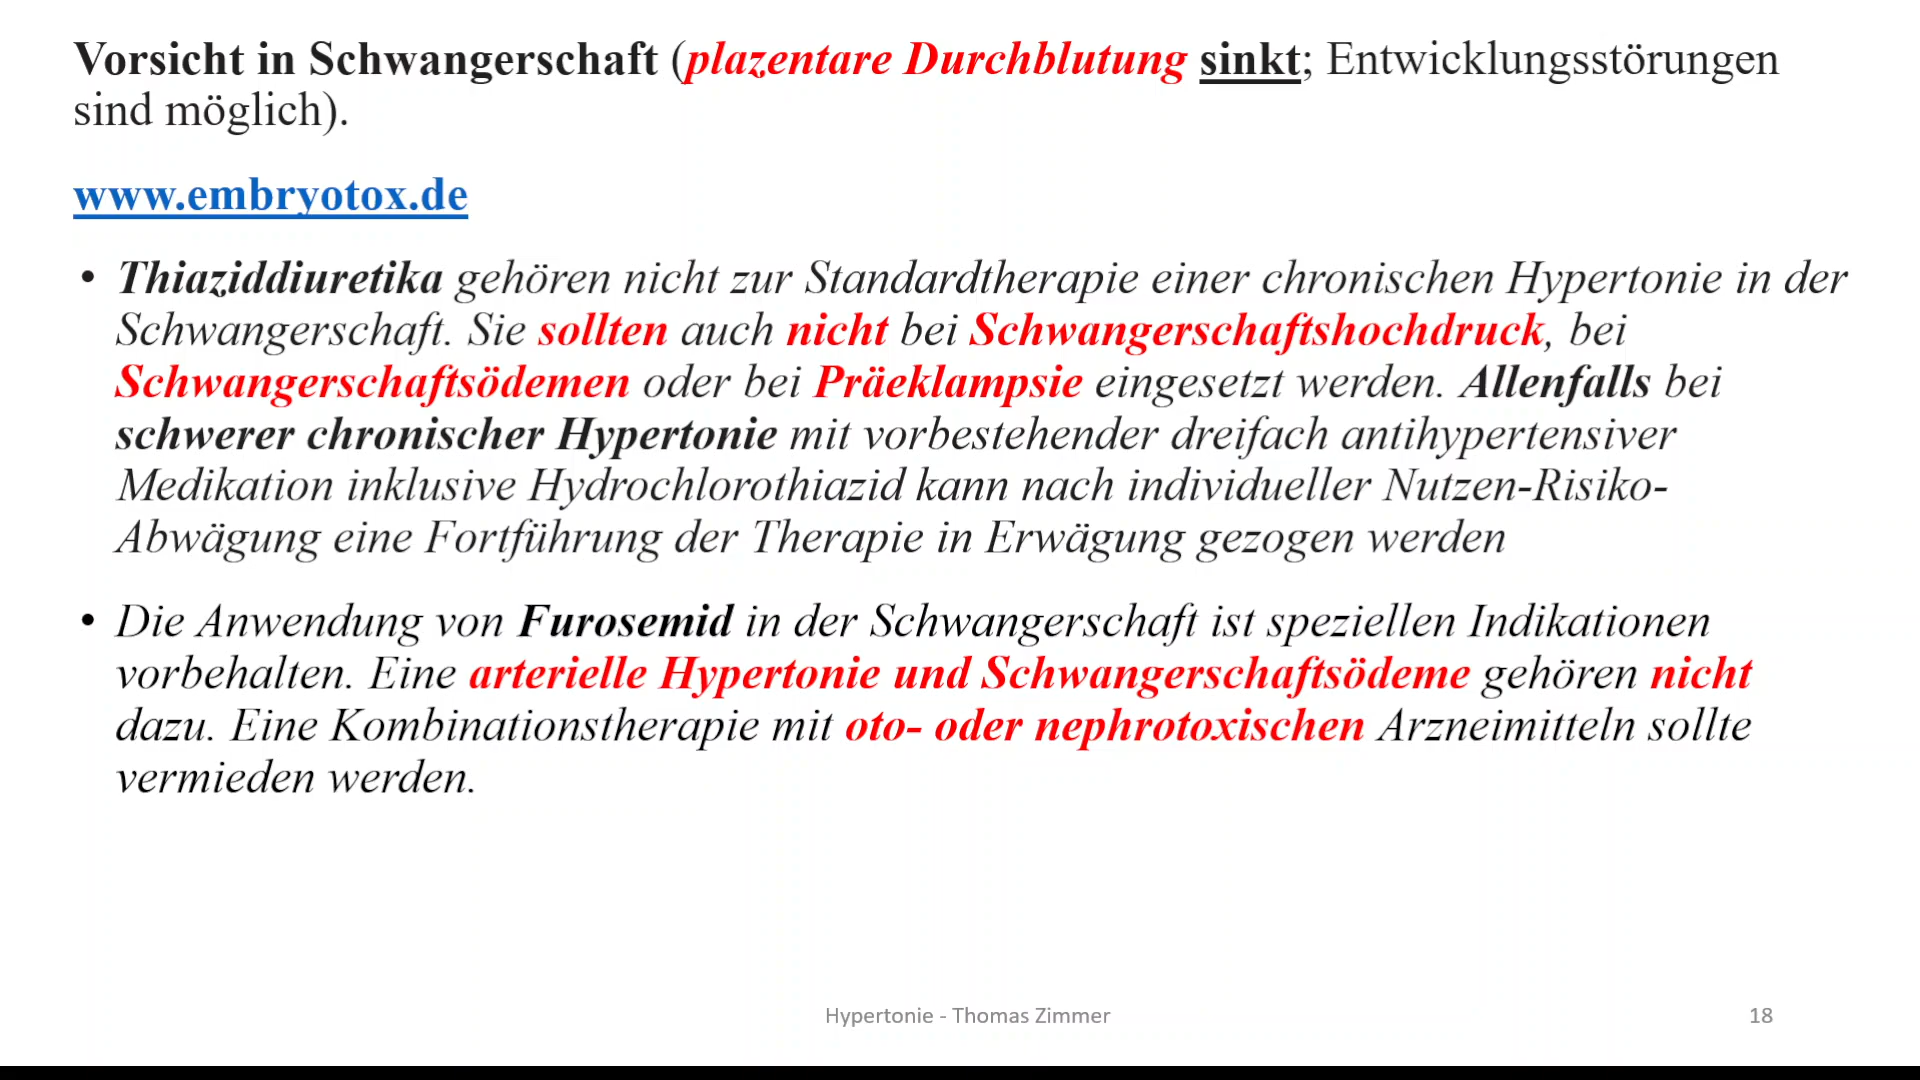 Vorsicht in Schwangerschaft (plazentare Durchblutung sinkt; Entwicklungsstörungen
sind möglich).
www.embryotox.de
• Thiaziddiuretika gehören nicht zur Standardtherapie einer chronischen Hypertonie in der
Schwangerschaft. Sie sollten auch nicht bei Schwangerschaftshochdruck, bei
Schwangerschaftsödemen oder bei Präeklampsie eingesetzt werden. Allenfalls bei
schwerer chronischer Hypertonie mit vorbestehender dreifach antihypertensiver
Medikation inklusive Hydrochlorothiazid kann nach individueller Nutzen-Risiko-
Abwägung eine Fortführung der Therapie in Erwägung gezogen werden
• Die Anwendung von Furosemid in der Schwangerschaft ist speziellen Indikationen
vorbehalten. Eine arterielle Hypertonie und Schwangerschaftsödeme gehören nicht
dazu. Eine Kombinationstherapie mit oto- oder nephrotoxischen Arzneimitteln sollte
vermieden werden.
Hypertonie - Thomas Zimmer
18